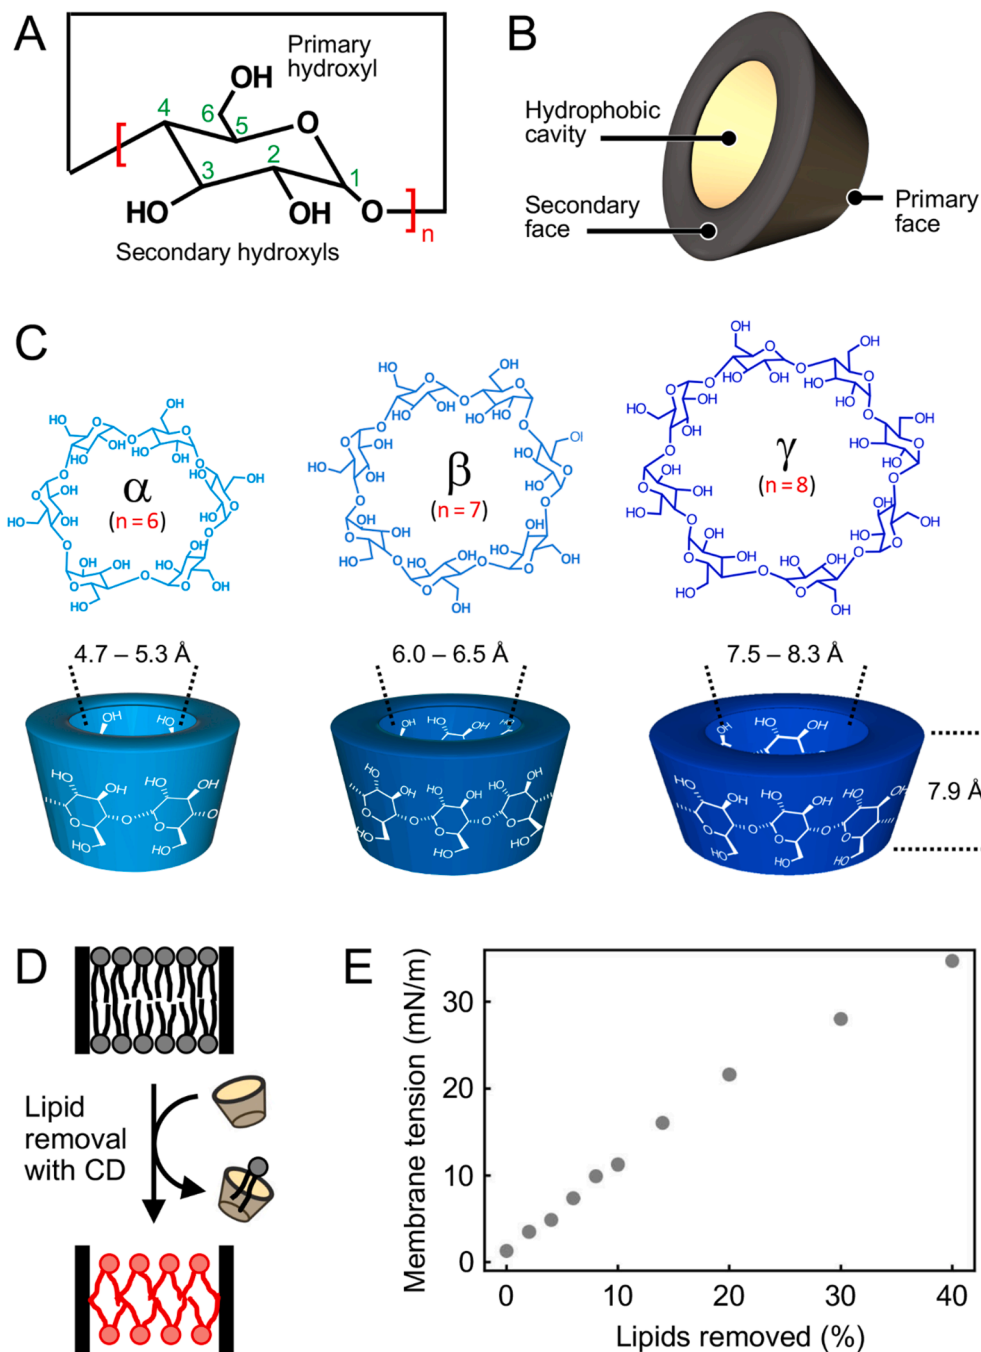 A
Primary
hydroxyl
OH
6
4
5
O
3
2
1
HO
OH
O
n
Secondary hydroxyls
B
Hydrophobic
cavity
Secondary
face
Primary
face
C
α
(n = 6)
β
(n = 7)
γ
(n = 8)
4.7 – 5.3 Å
6.0 – 6.5 Å
7.5 – 8.3 Å
7.9 Å
D
Lipid
removal
with CD
E
Membrane tension (mN/m)
30
20
10
0
0
10
20
30
40
Lipids removed (%)